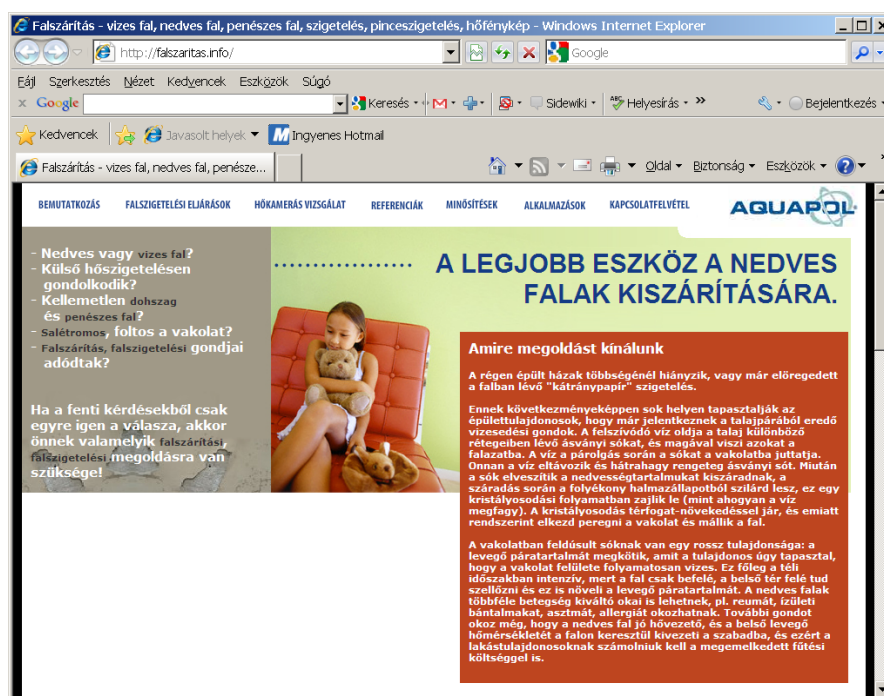 Falszárítás - vizes fal, nedves fal, penészes fal, szigetelés, pinceszigetelés, hőfénykép - Windows Internet Explorer
http://falszaritas.info/
Google
Fájl Szerkesztés Nézet Kedvencek Eszközök Súgó
x Google Keresés Sidewiki Helyesírás » Bejelentkezés
Kedvencek Javasolt helyek Ingyenes Hotmail
Falszárítás - vizes fal, nedves fal, penésze... Oldal Biztonság Eszközök
BEMUTATKOZÁS FALSZIGETELÉSI ELJÁRÁSOK HŐKAMERÁS VIZSGÁLAT REFERENCIÁK MINŐSÍTÉSEK ALKALMAZÁSOK KAPCSOLATFELVÉTEL AQUAPOL
- Nedves vagy vizes fal?
- Külső hőszigetelésen
gondolkodik?
- Kellemetlen dohszag
és penészes fal?
- Salétromos, foltos a vakolat?
- Falszárítás, falszigetelési gondjai
adódtak?
Ha a fenti kérdésekből csak
egyre igen a válasza, akkor
önnek valamelyik falszárítási,
falszigetelési megoldásra van
szüksége!
A LEGJOBB ESZKÖZ A NEDVES
FALAK KISZÁRÍTÁSÁRA.
Amire megoldást kínálunk
A régen épült házak többségénél hiányzik, vagy már elöregedett
a falban lévő "kátránypapír" szigetelés.
Ennek következményeképpen sok helyen tapasztalják az
épülettulajdonosok, hogy már jelentkeznek a talajpárából eredő
vizesedési gondok. A felszívódó víz oldja a talaj különböző
rétegeiben lévő ásványi sókat, és magával viszi azokat a
falazatba. A víz a párolgás során a sókat a vakolatba juttatja.
Onnan a víz eltávozik és hátrahagy rengeteg ásványi sót. Miután
a sók elveszítik a nedvességtartalmukat kiszáradnak, a
száradás során a folyékony halmazállapotból szilárd lesz, ez egy
kristályosodási folyamatban zajlik le (mint ahogyan a víz
megfagy). A kristályosodás térfogat-növekedéssel jár, és emiatt
rendszerint elkezd peregni a vakolat és mállik a fal.
A vakolatban feldúsult sóknak van egy rossz tulajdonsága: a
levegő páratartalmát megkötik, amit a tulajdonos úgy tapasztal,
hogy a vakolat felülete folyamatosan vizes. Ez főleg a téli
időszakban intenzív, mert a fal csak befelé, a belső tér felé tud
szellőzni és ez is növeli a levegő páratartalmát. A nedves falak
többféle betegség kiváltó okai is lehetnek, pl. reumát, ízületi
bántalmakat, asztmát, allergiát okozhatnak. További gondot
okoz még, hogy a nedves fal jó hővezető, és a belső levegő
hőmérsékletét a falon keresztül kivezeti a szabadba, és ezért a
lakástulajdonosoknak számolniuk kell a megemelkedett fűtési
költséggel is.